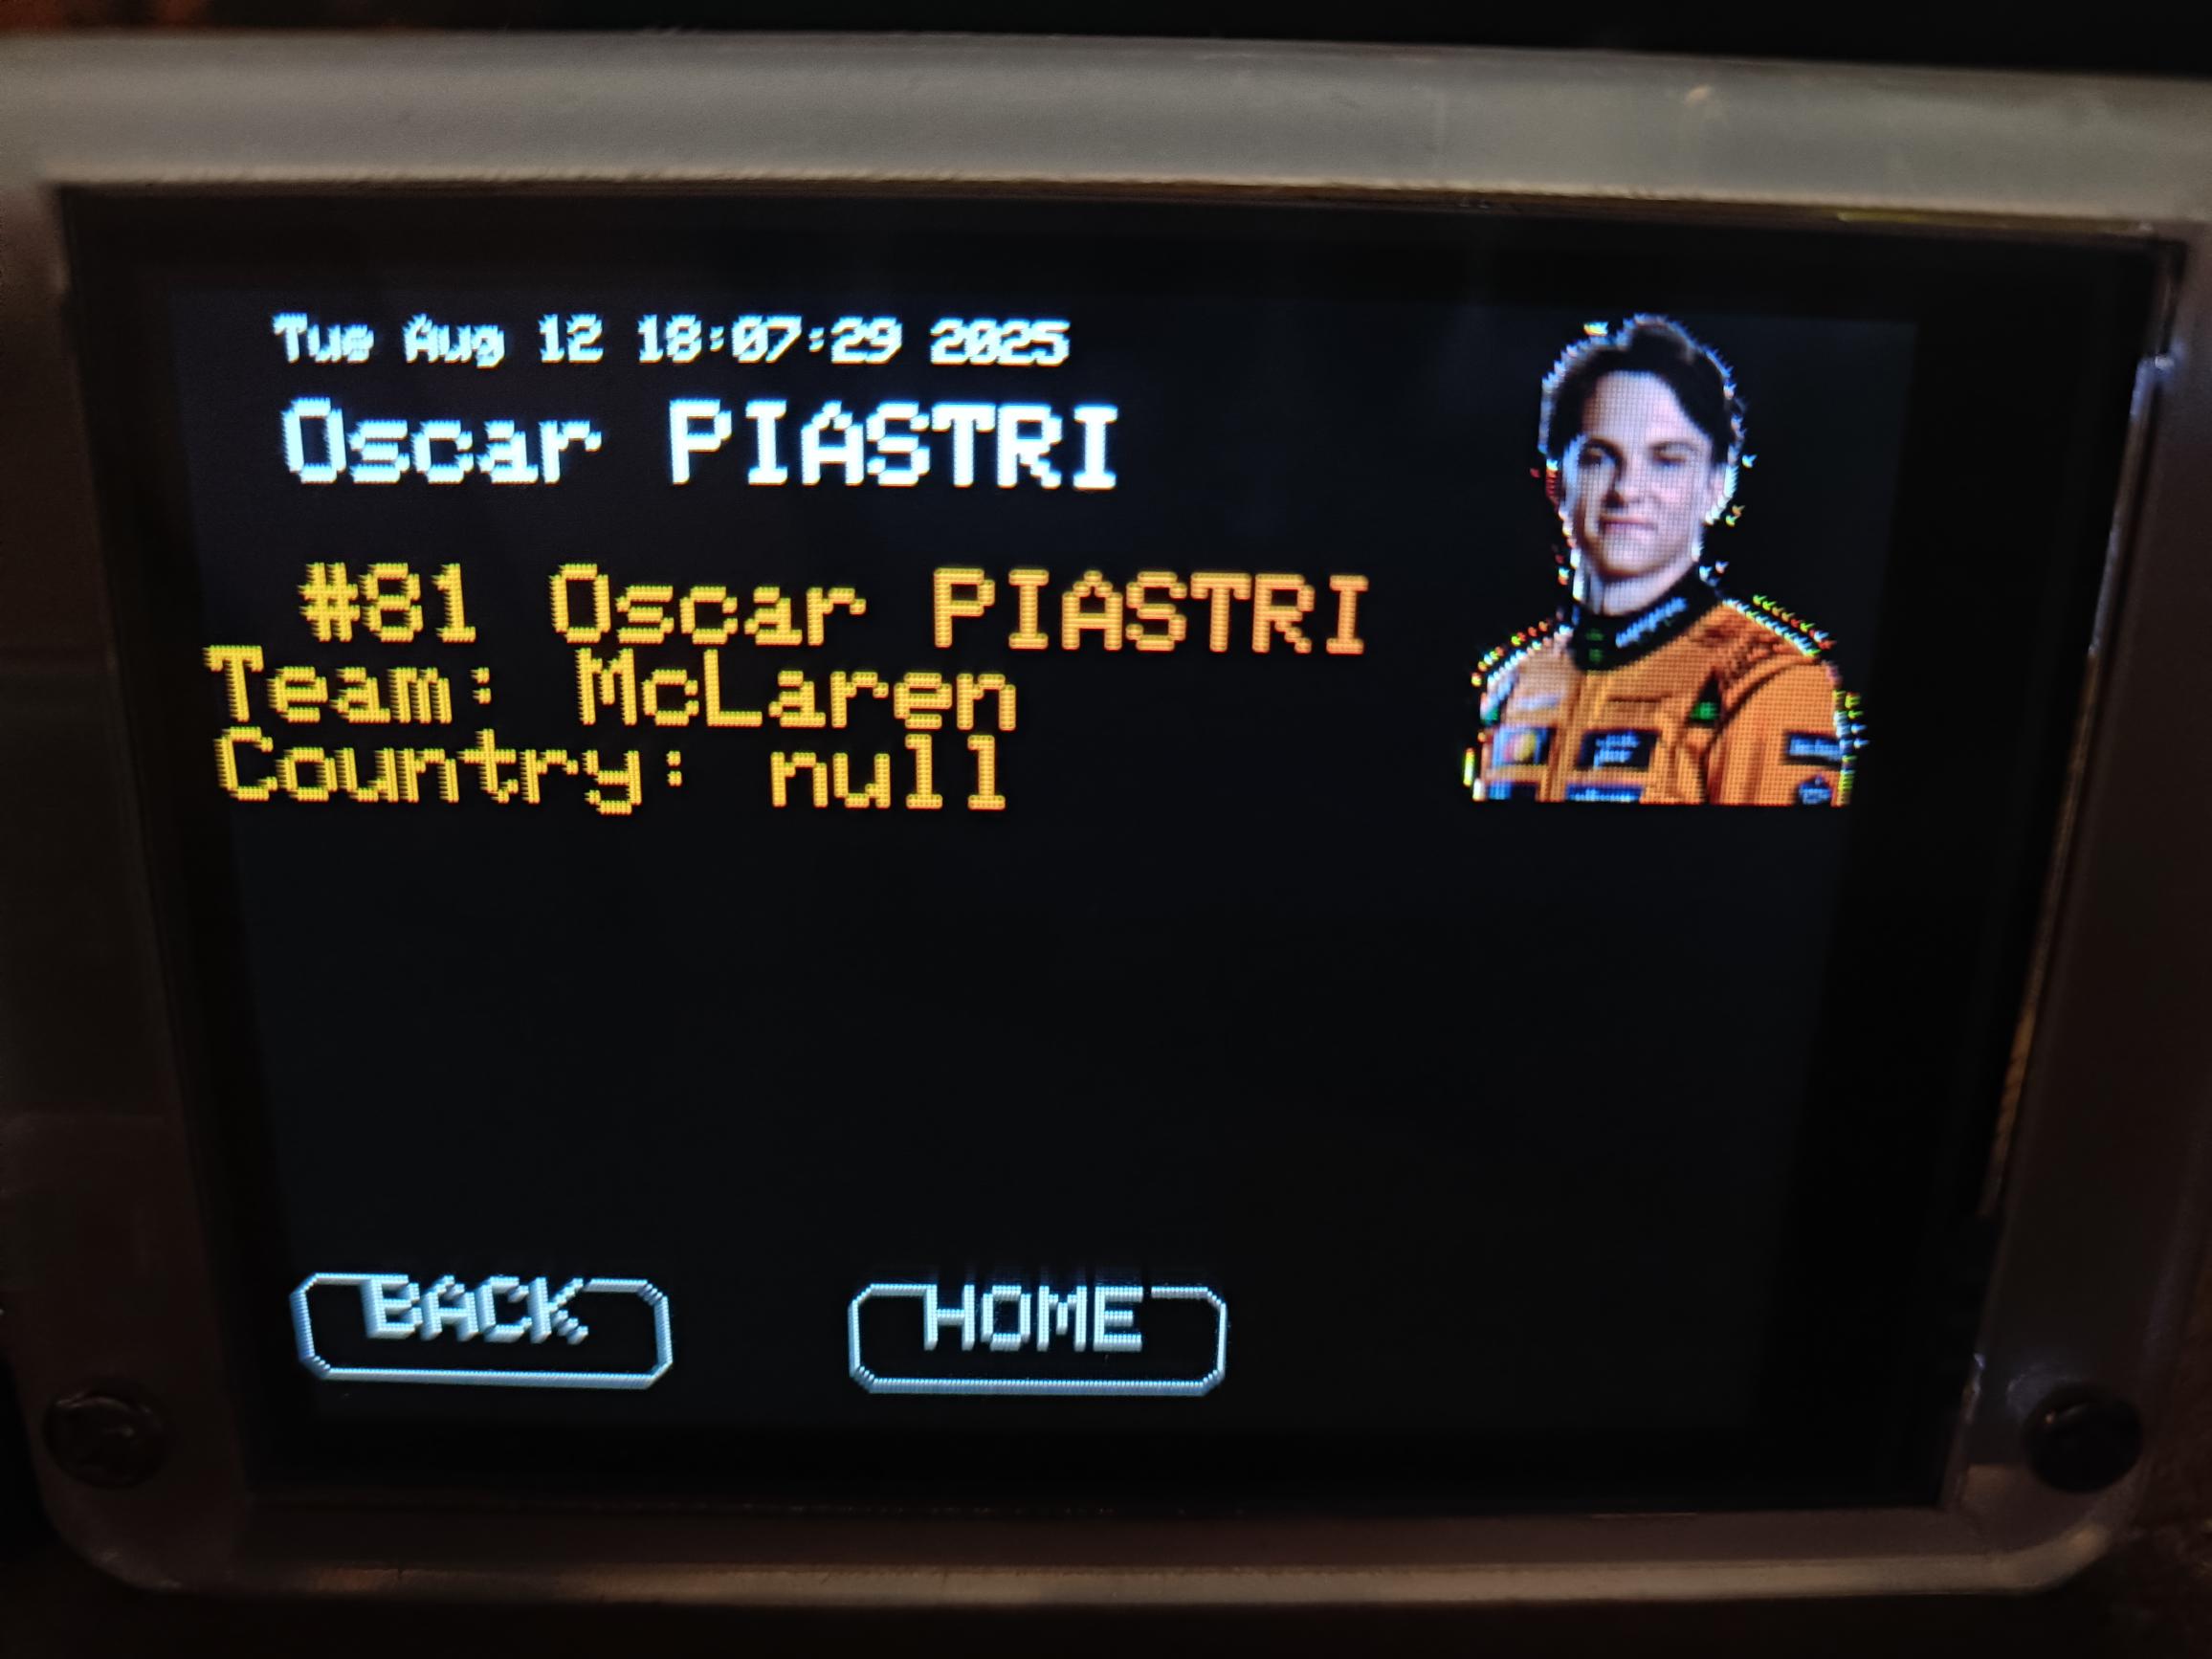 Tue Aug 12 18:07:29 2025
Oscar PIASTRI
#81 Oscar PIASTRI
Team: McLaren
Country: null
BACK
HOME